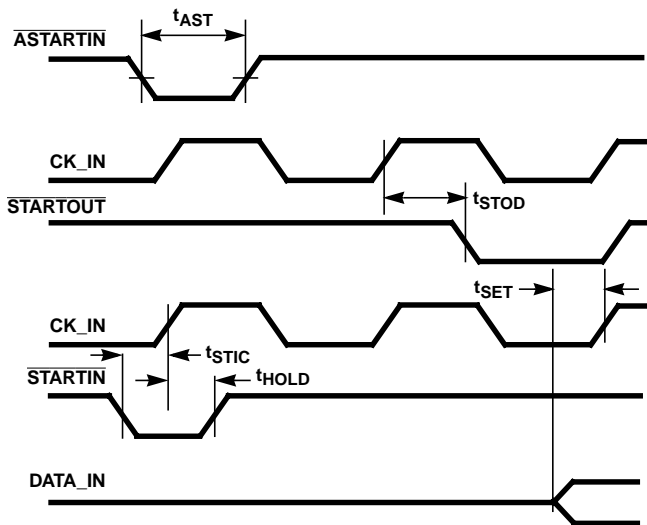 tAST
ASTARTIN
CK_IN
tSTOD
STARTOUT
tSET
CK_IN
tSTIC
STARTIN
tHOLD
DATA_IN